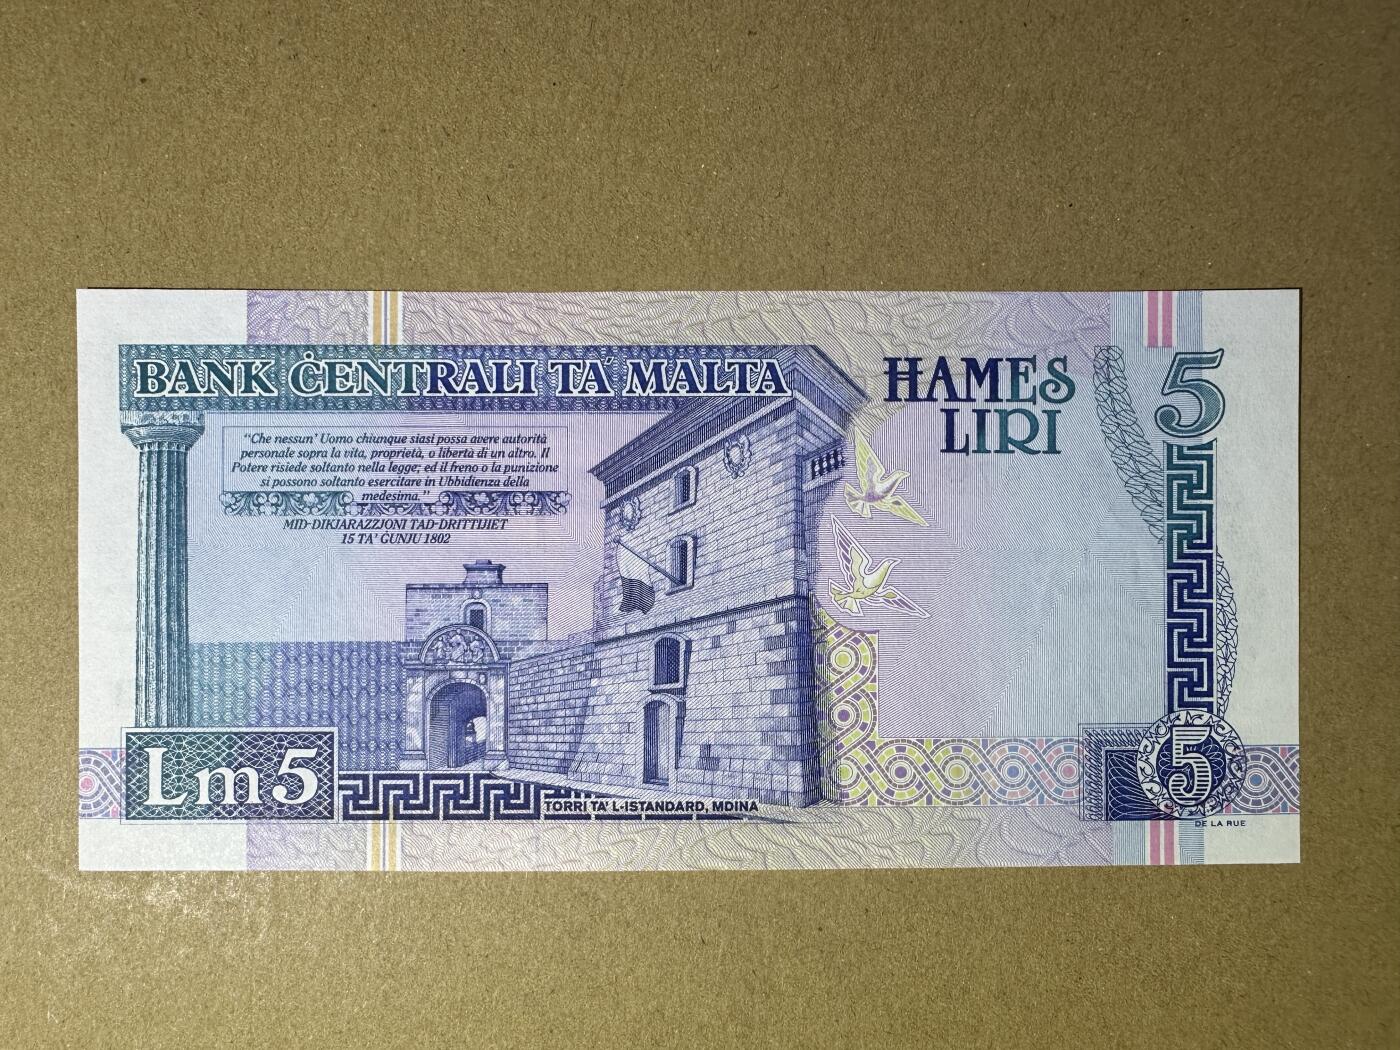 BANK ĊENTRALI TA' MALTA
ĦAMES
LIRI
5
"Che nessun' Uomo chiunque siasi possa avere autorità
personale sopra la vita, proprietà, o libertà di un altro. Il
Potere risiede soltanto nella legge; ed il freno o la punizione
si possono soltanto esercitare in Ubbidienza della
medesima."
MID-DIKJARAZZJONI TAD-DRITTIJIET
15 TA' ĠUNJU 1802
Lm5
TORRI TA' L-ISTANDARD, MDINA
5
DE LA RUE